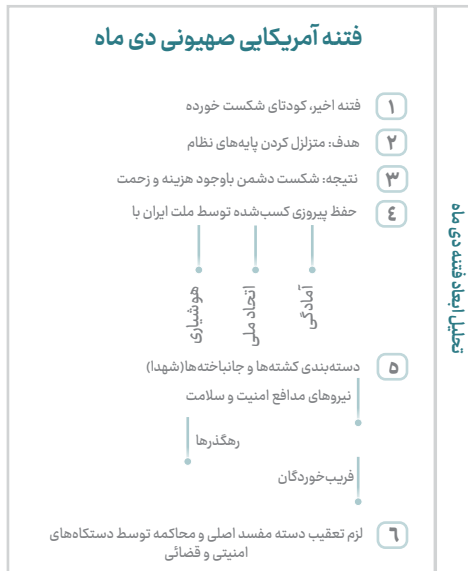 فتنه آمریکایی صهیونی دی ماه
۱ فتنه اخیر، کودتای شکست خورده
۲ هدف: متزلزل کردن پایه‌های نظام
۳ نتیجه: شکست دشمن باوجود هزینه و زحمت
٤ حفظ پیروزی کسب‌شده توسط ملت ایران با
آمادگی
اتحاد ملی
هوشیاری
۵ دسته‌بندی کشته‌ها و جانباخته‌ها(شهدا)
نیروهای مدافع امنیت و سلامت
رهگذرها
فریب‌خوردگان
٦ لزم تعقیب دسته مفسد اصلی و محاکمه توسط دستکاه‌های
امنیتی و قضائی
تحلیل ابعاد فتنه دی ماه